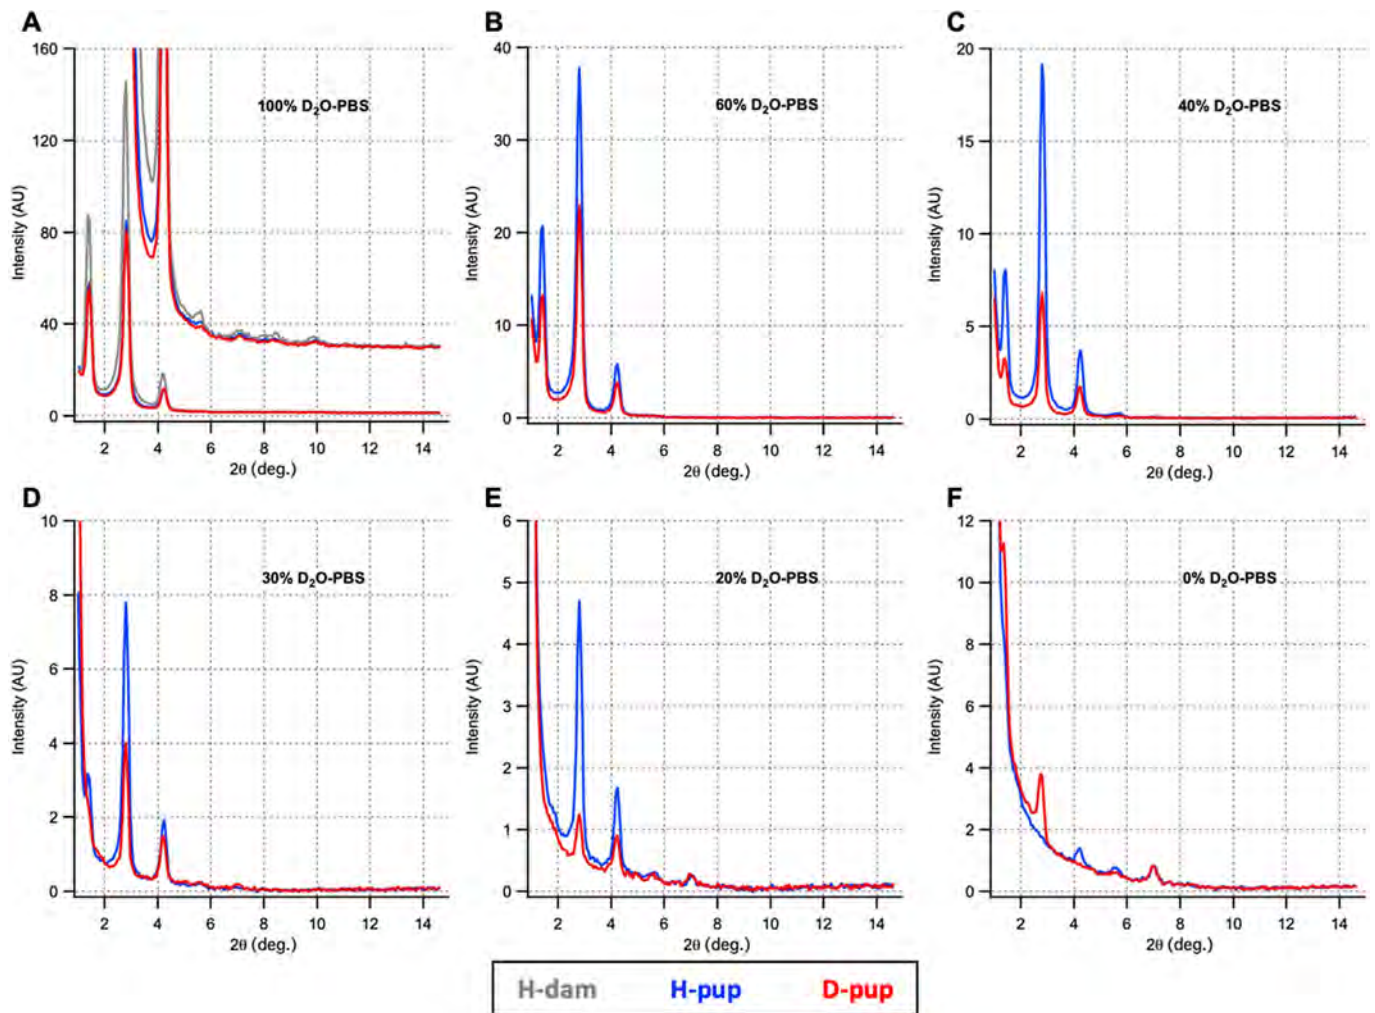 A
B
C
160
120
80
40
0
Intensity (AU)
100% D₂O-PBS
2 4 6 8 10 12 14
2θ (deg.)
40
30
20
10
0
Intensity (AU)
60% D₂O-PBS
2 4 6 8 10 12 14
2θ (deg.)
20
15
10
5
0
Intensity (AU)
40% D₂O-PBS
2 4 6 8 10 12 14
2θ (deg.)
D
E
F
10
8
6
4
2
0
Intensity (AU)
30% D₂O-PBS
2 4 6 8 10 12 14
2θ (deg.)
6
5
4
3
2
1
0
Intensity (AU)
20% D₂O-PBS
2 4 6 8 10 12 14
2θ (deg.)
12
10
8
6
4
2
0
Intensity (AU)
0% D₂O-PBS
2 4 6 8 10 12 14
2θ (deg.)
H-dam H-pup D-pup